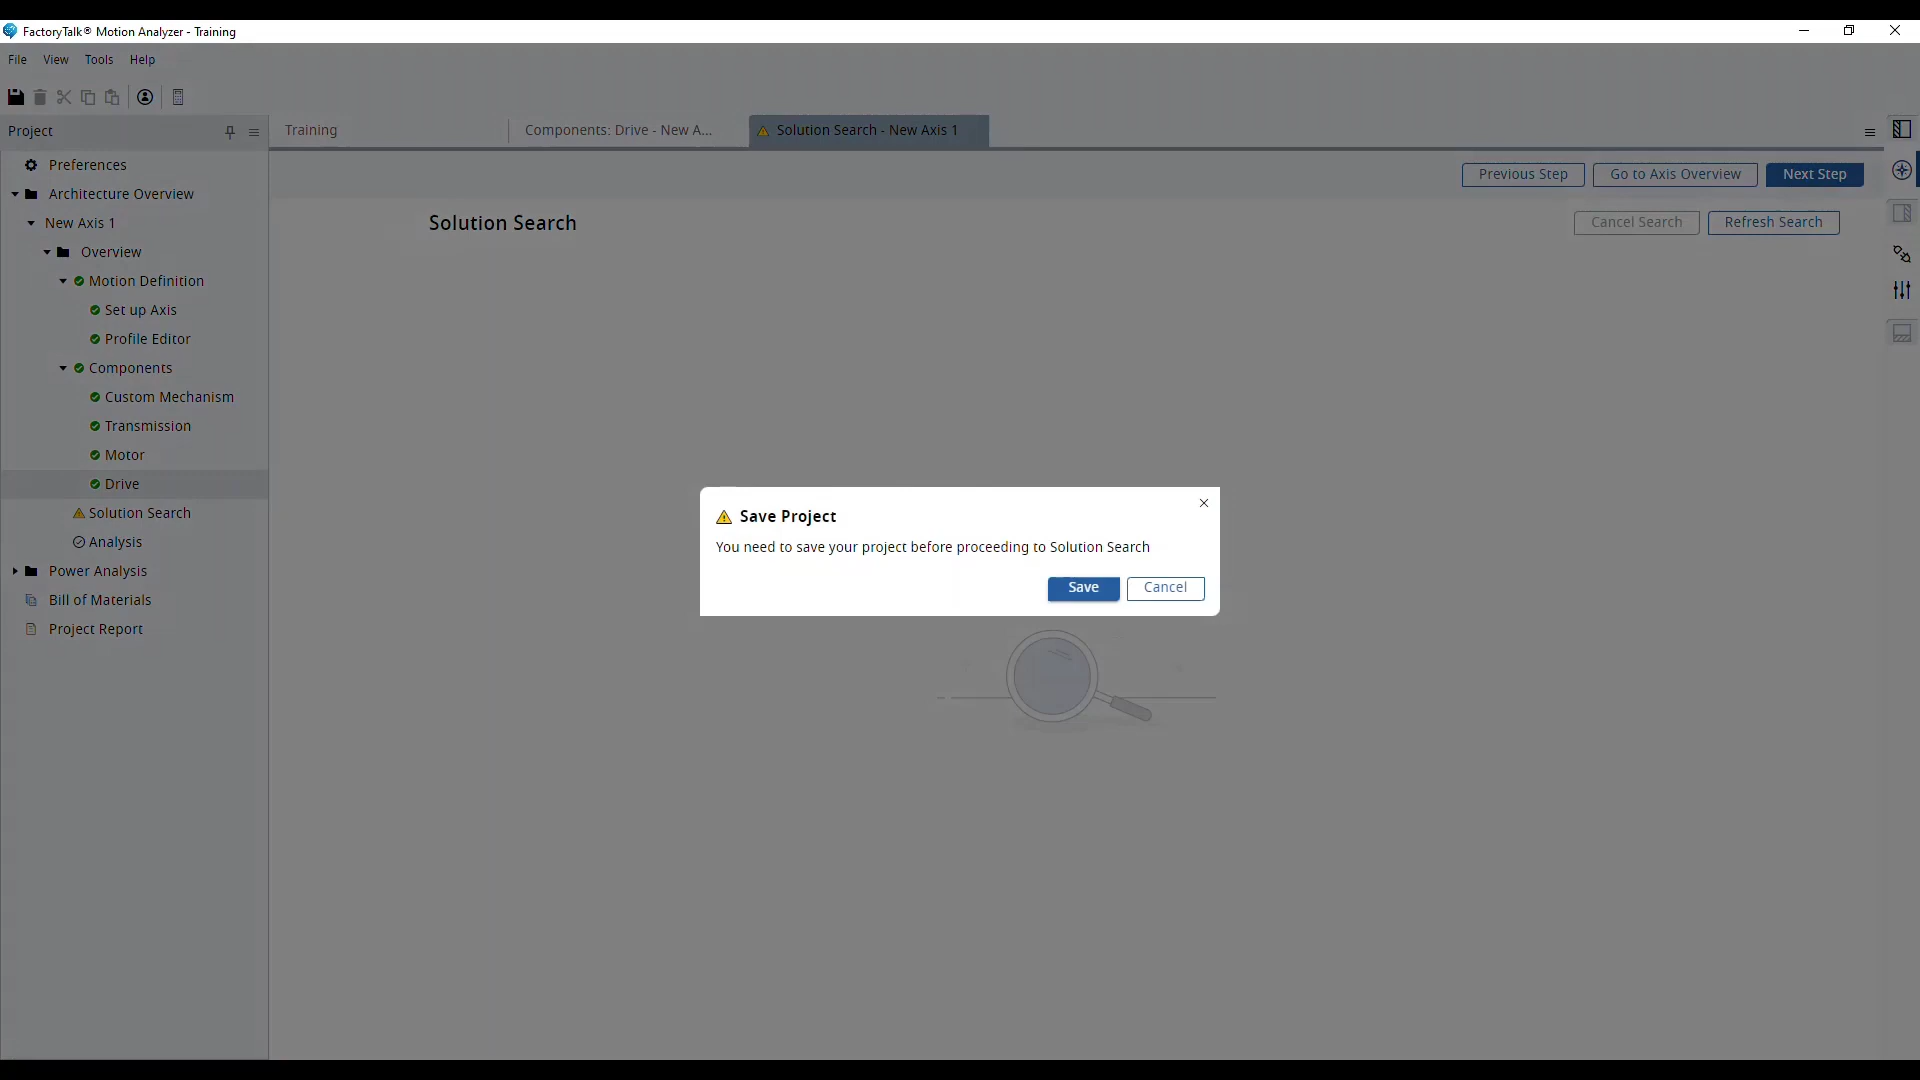 FactoryTalk® Motion Analyzer - Training
File View Tools Help
Project
Training
Components: Drive - New A...
Solution Search - New Axis 1
Preferences
Architecture Overview
New Axis 1
Overview
Motion Definition
Set up Axis
Profile Editor
Components
Custom Mechanism
Transmission
Motor
Drive
Solution Search
Analysis
Power Analysis
Bill of Materials
Project Report
Previous Step
Go to Axis Overview
Next Step
Solution Search
Cancel Search
Refresh Search
Save Project
You need to save your project before proceeding to Solution Search
Save
Cancel